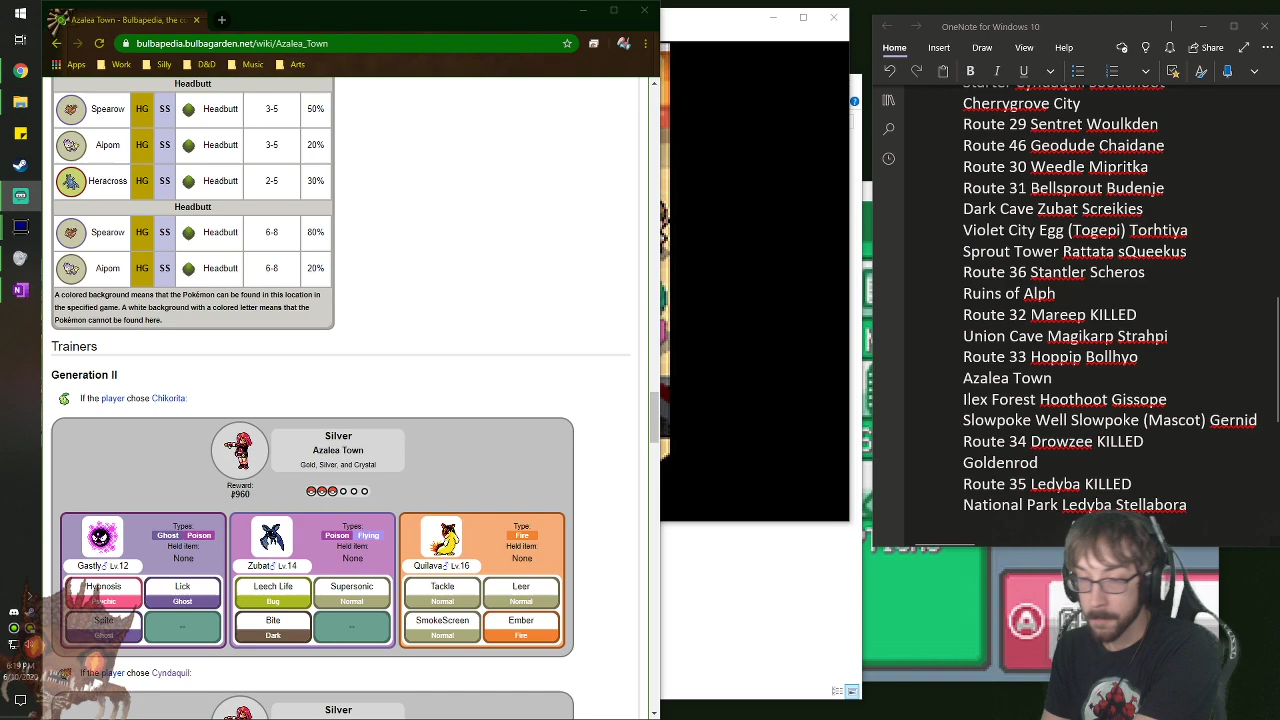 Azalea Town - Bulbapedia, the co
bulbapedia.bulbagarden.net/wiki/Azalea_Town
Apps Work Silly D&D Music Arts
Headbutt
Spearow HG SS Headbutt 3-5 50%
Aipom HG SS Headbutt 3-5 20%
Heracross HG SS Headbutt 2-5 30%
Headbutt
Spearow HG SS Headbutt 6-8 80%
Aipom HG SS Headbutt 6-8 20%
A colored background means that the Pokémon can be found in this location in
the specified game. A white background with a colored letter means that the
Pokémon cannot be found here.
Trainers
Generation II
If the player chose Chikorita:
Silver
Azalea Town
Gold, Silver, and Crystal
Reward:
960
Types:
Ghost Poison
Held item:
None
Gastly♂ Lv.12
Hypnosis Lick
Psychic Ghost
Spite --
Ghost
Types:
Poison Flying
Held item:
None
Zubat♂ Lv.14
Leech Life Supersonic
Bug Normal
Bite --
Dark
Type:
Fire
Held item:
None
Quilava♂ Lv.16
Tackle Leer
Normal Normal
SmokeScreen Ember
Normal Fire
If the player chose Cyndaquil:
Silver
OneNote for Windows 10
Home Insert Draw View Help Share
B I U A
Cherrygrove City
Route 29 Sentret Woulkden
Route 46 Geodude Chaidane
Route 30 Weedle Mipritka
Route 31 Bellsprout Budenje
Dark Cave Zubat Screikies
Violet City Egg (Togepi) Torhtiya
Sprout Tower Rattata sQueekus
Route 36 Stantler Scheros
Ruins of Alph
Route 32 Mareep KILLED
Union Cave Magikarp Strahpi
Route 33 Hoppip Bollhyo
Azalea Town
Ilex Forest Hoothoot Gissope
Slowpoke Well Slowpoke (Mascot) Gernid
Route 34 Drowzee KILLED
Goldenrod
Route 35 Ledyba KILLED
National Park Ledyba Stellabora
A